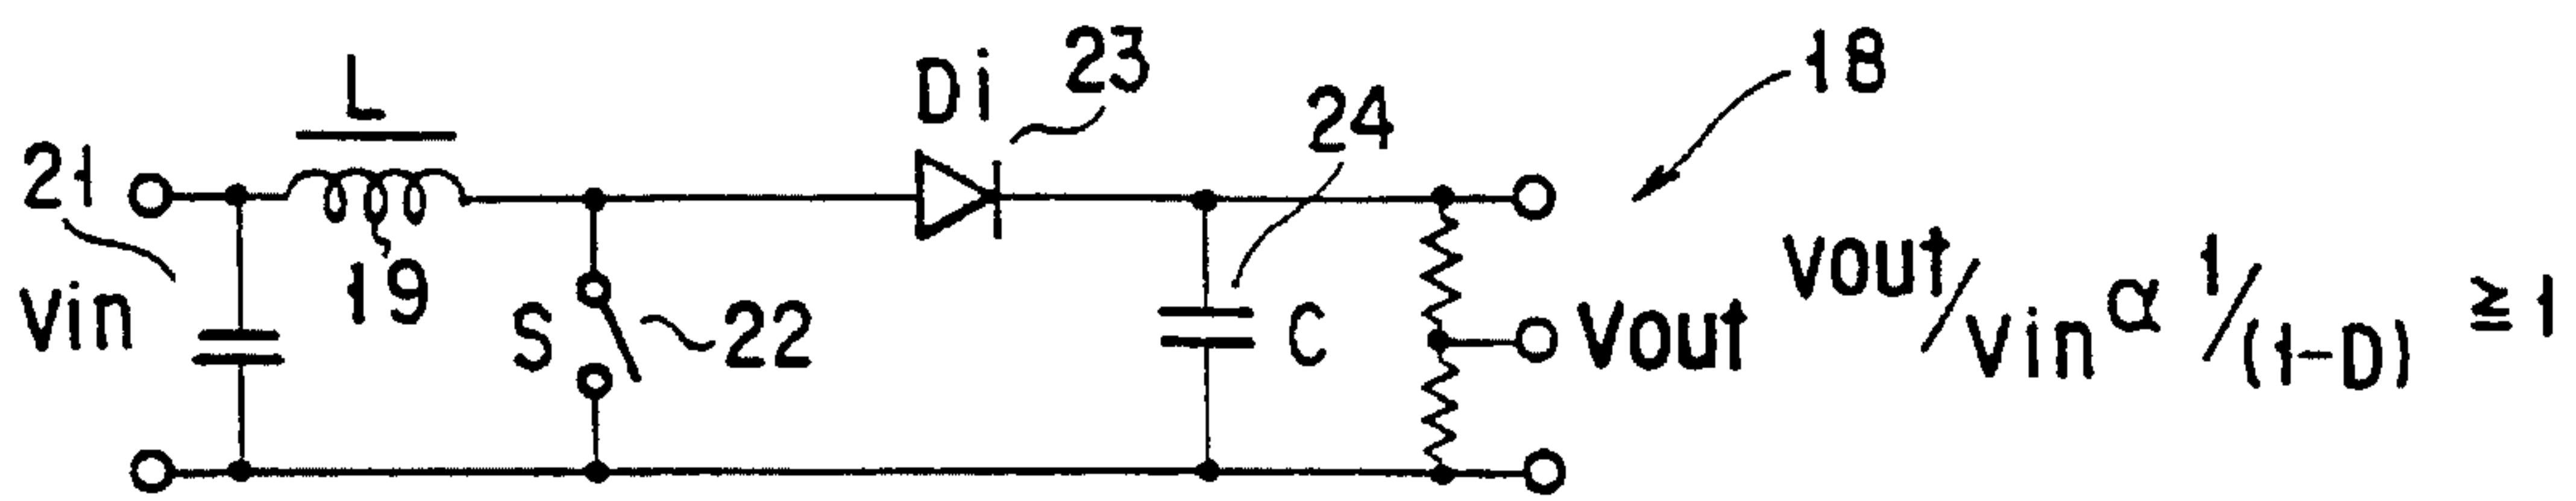 L
Di
23
24
18
21
Vin
19
S
22
C
Vout
Vout/Vin α 1/(1-D) ≧ 1